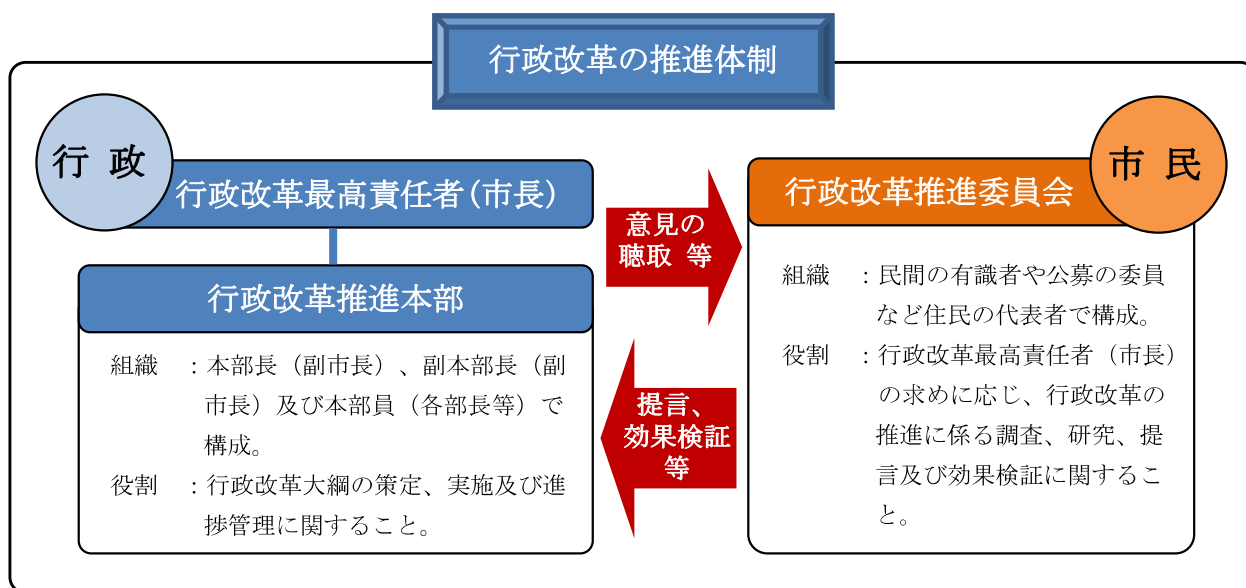 行政改革の推進体制
行 政
行政改革最高責任者(市長)
行政改革推進本部
組織　：本部長（副市長）、副本部長（副
市長）及び本部員（各部長等）で
構成。
役割　：行政改革大綱の策定、実施及び進
捗管理に関すること。
意見の
聴取 等
提言、
効果検証
等
市 民
行政改革推進委員会
組織　：民間の有識者や公募の委員
など住民の代表者で構成。
役割　：行政改革最高責任者（市長）
の求めに応じ、行政改革の
推進に係る調査、研究、提
言及び効果検証に関するこ
と。